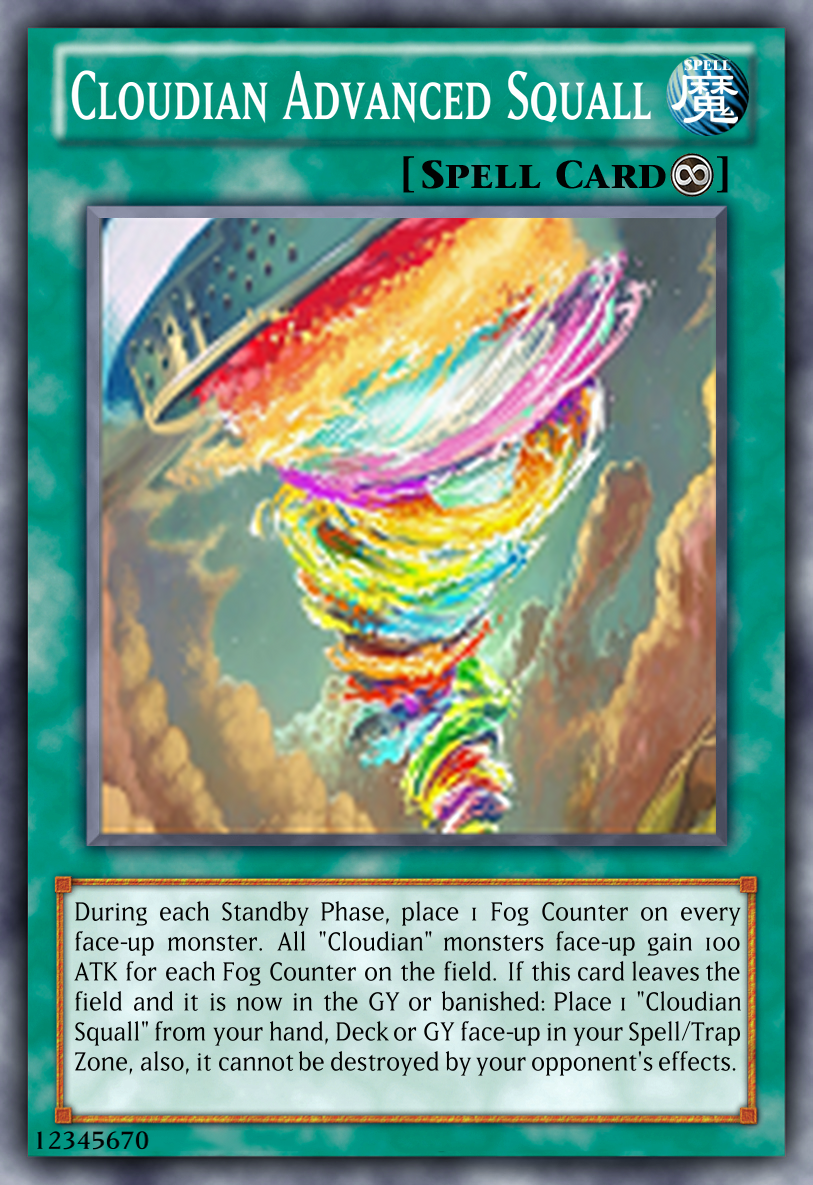 Cloudian Advanced Squall
SPELL
魔
[Spell Card∞]
During each Standby Phase, place 1 Fog Counter on every
face-up monster. All "Cloudian" monsters face-up gain 100
ATK for each Fog Counter on the field. If this card leaves the
field and it is now in the GY or banished: Place 1 "Cloudian
Squall" from your hand, Deck or GY face-up in your Spell/Trap
Zone, also, it cannot be destroyed by your opponent's effects.
12345670